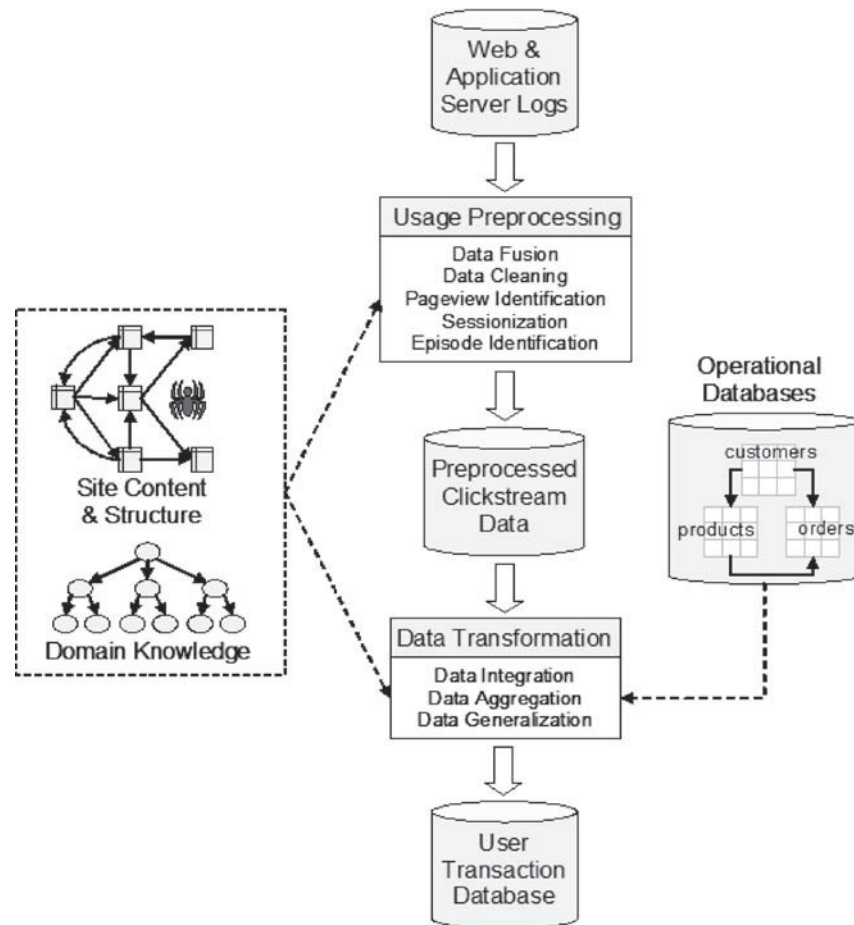 Web &
Application
Server Logs
Usage Preprocessing
Data Fusion
Data Cleaning
Pageview Identification
Sessionization
Episode Identification
Site Content
& Structure
Domain Knowledge
Preprocessed
Clickstream
Data
Operational
Databases
customers
products
orders
Data Transformation
Data Integration
Data Aggregation
Data Generalization
User
Transaction
Database